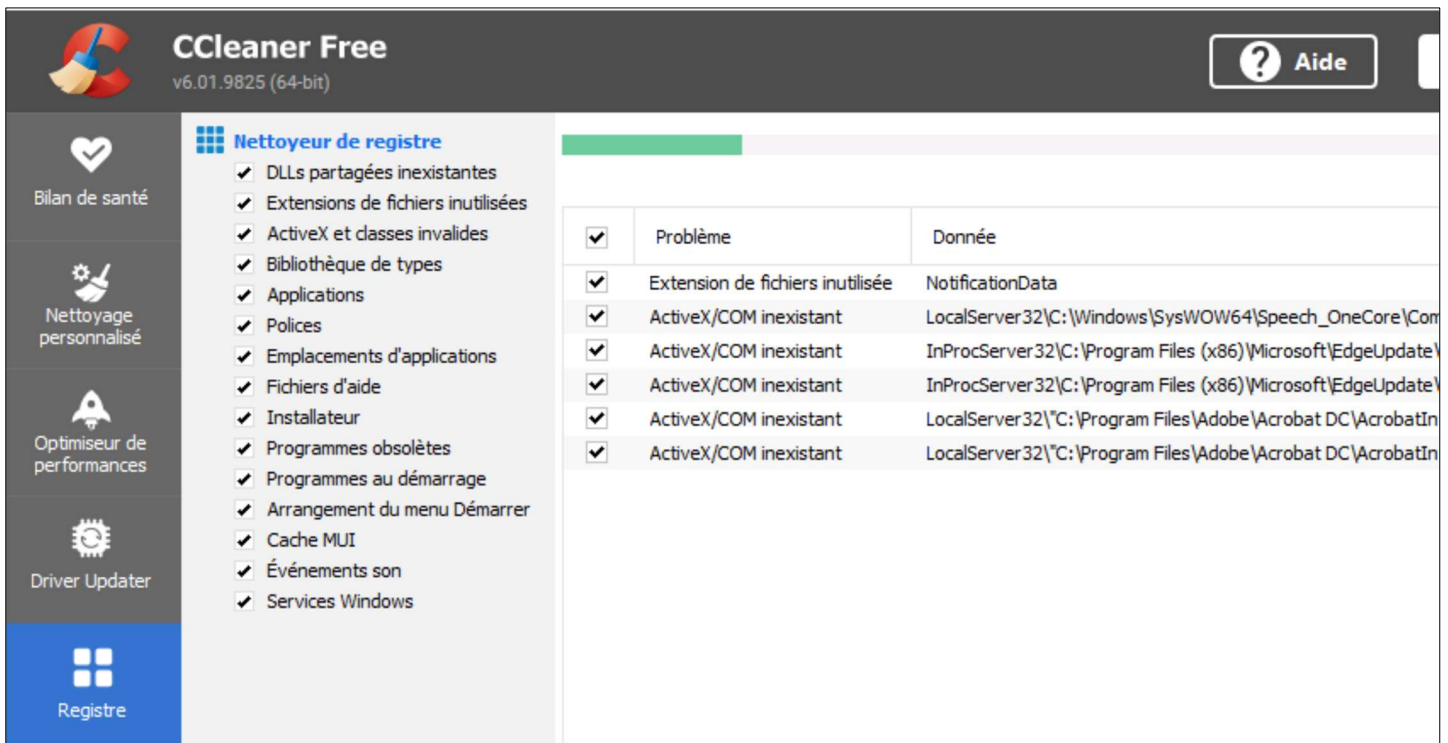 CCleaner Free
v6.01.9825 (64-bit)
Aide
Bilan de santé
Nettoyage
personnalisé
Optimiseur de
performances
Driver Updater
Registre
Nettoyeur de registre
DLLs partagées inexistantes
Extensions de fichiers inutilisées
ActiveX et classes invalides
Bibliothèque de types
Applications
Polices
Emplacements d'applications
Fichiers d'aide
Installateur
Programmes obsolètes
Programmes au démarrage
Arrangement du menu Démarrer
Cache MUI
Événements son
Services Windows
Problème Donnée
Extension de fichiers inutilisée NotificationData
ActiveX/COM inexistant LocalServer32\C:\Windows\SysWOW64\Speech_OneCore\Com
ActiveX/COM inexistant InProcServer32\C:\Program Files (x86)\Microsoft\EdgeUpdate\
ActiveX/COM inexistant InProcServer32\C:\Program Files (x86)\Microsoft\EdgeUpdate\
ActiveX/COM inexistant LocalServer32\"C:\Program Files\Adobe\Acrobat DC\AcrobatIn
ActiveX/COM inexistant LocalServer32\"C:\Program Files\Adobe\Acrobat DC\AcrobatIn